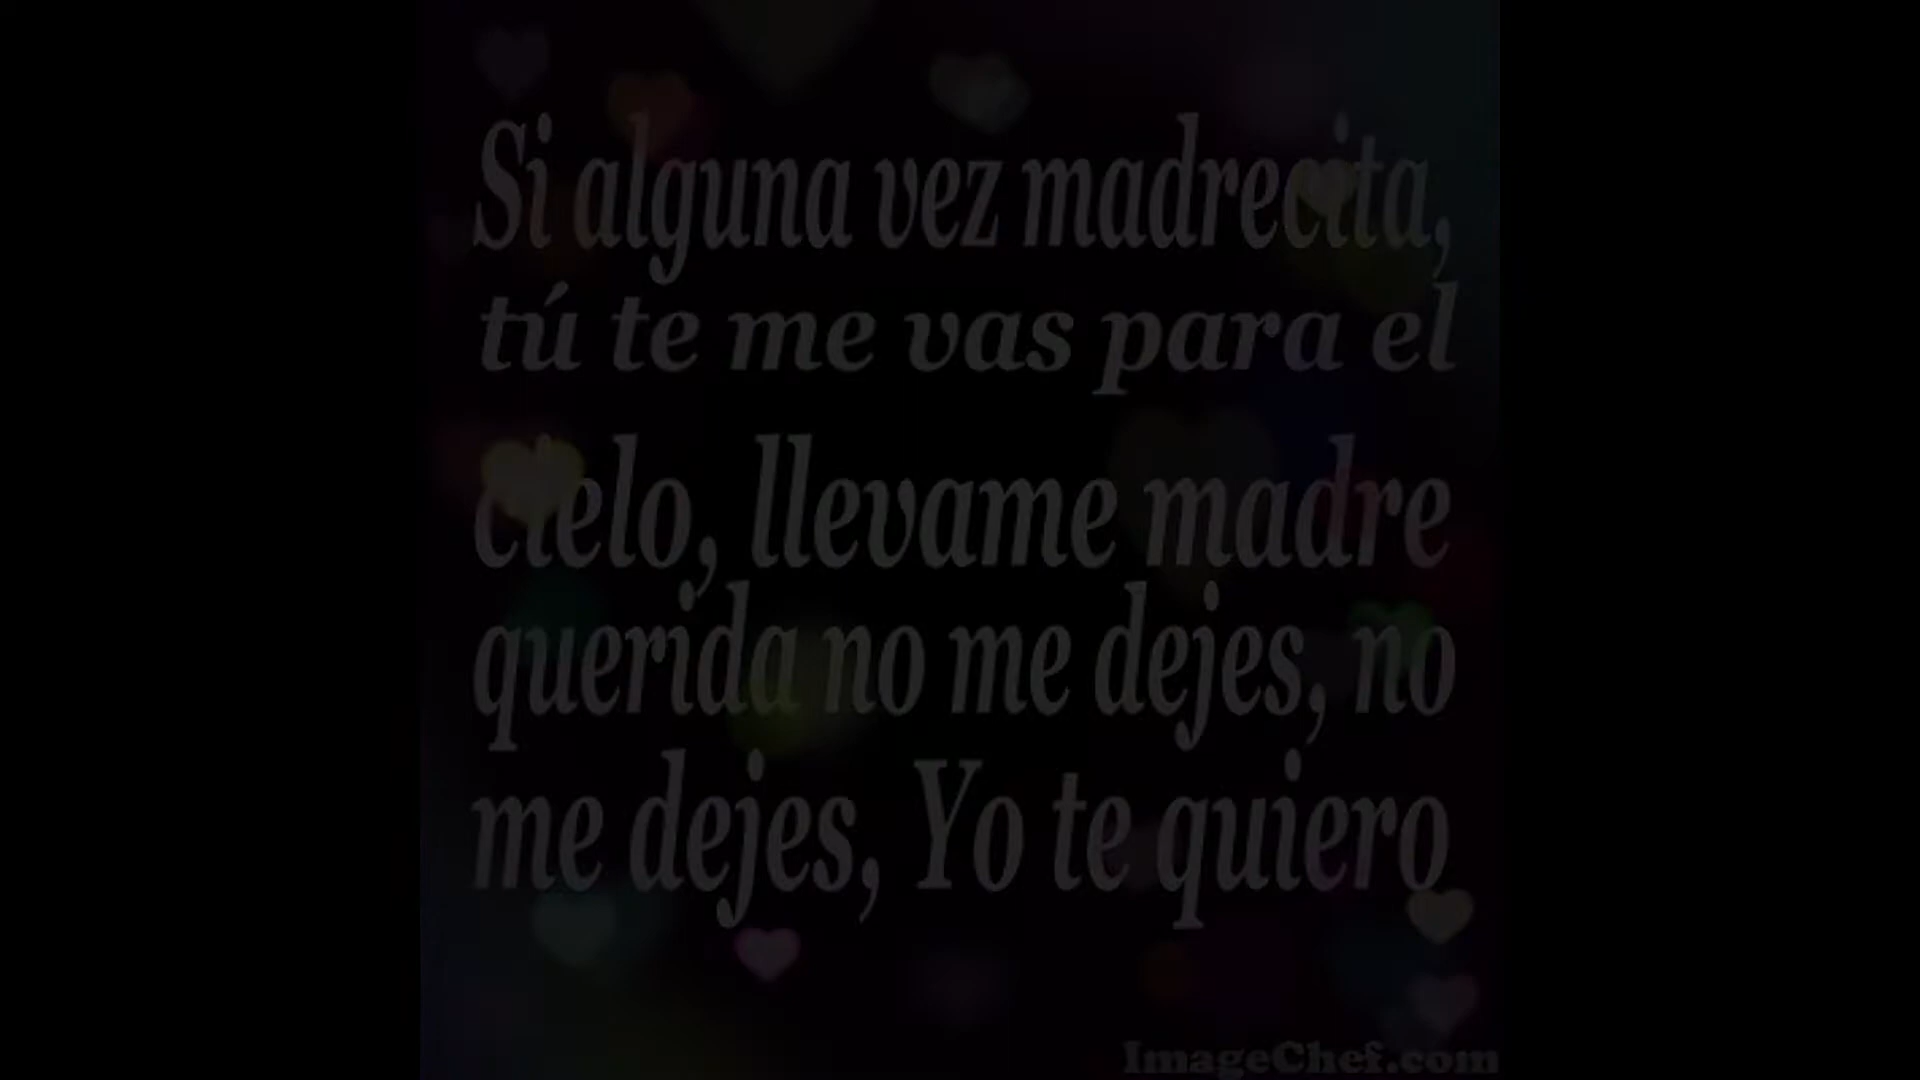 Si alguna vez madrecita,
tú te me vas para el
cielo, llevame madre
querida no me dejes, no
me dejes, Yo te quiero
ImageChef.com